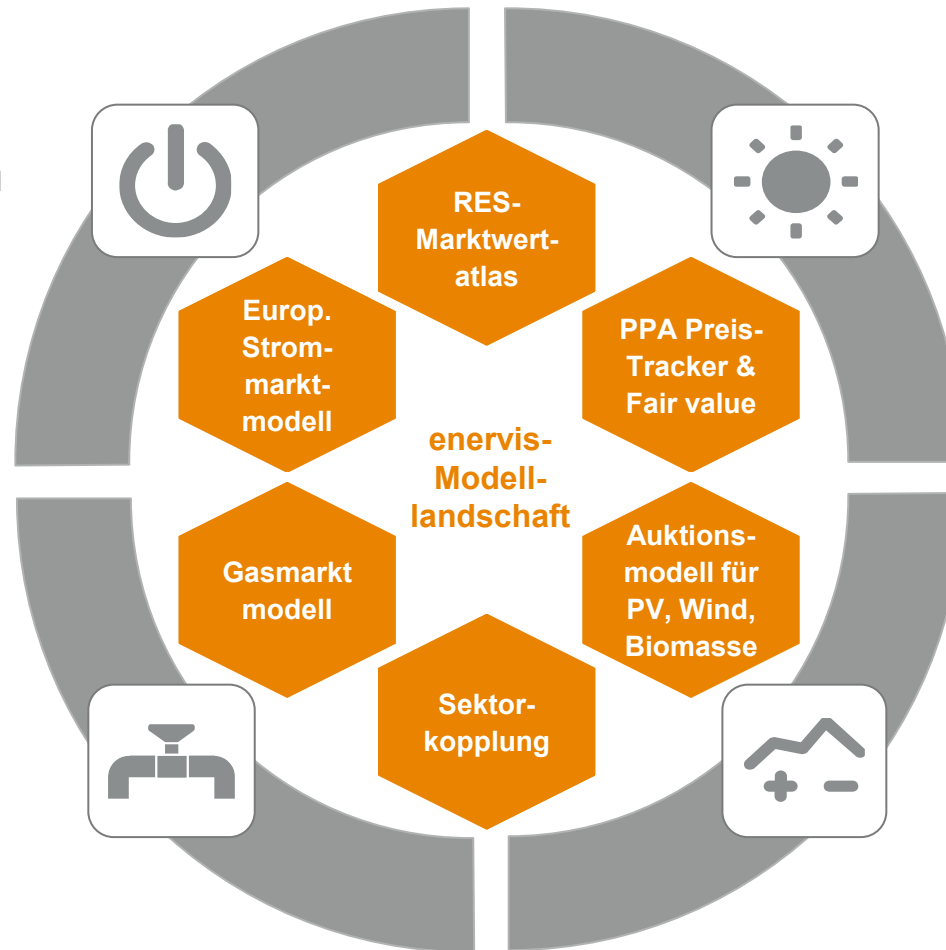 RES-
Marktwert-
atlas
Europ.
Strom-
markt-
modell
PPA Preis-
Tracker &
Fair value
enervis-
Modell-
landschaft
Gasmarkt
modell
Auktions-
modell für
PV, Wind,
Biomasse
Sektor-
kopplung